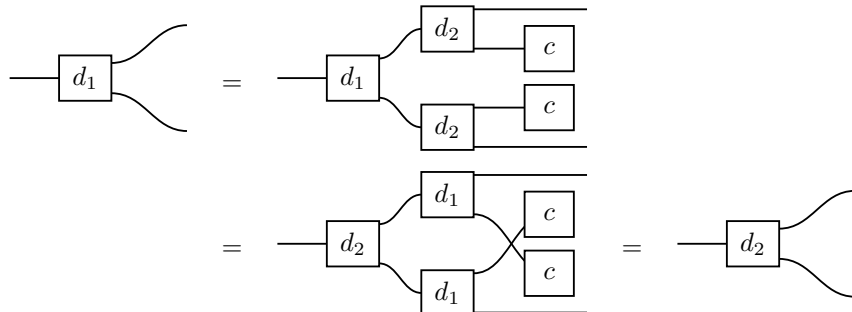 d₂
d₁ = d₁ c
c
d₂
d₁ c
= d₂ = d₂
c
d₁